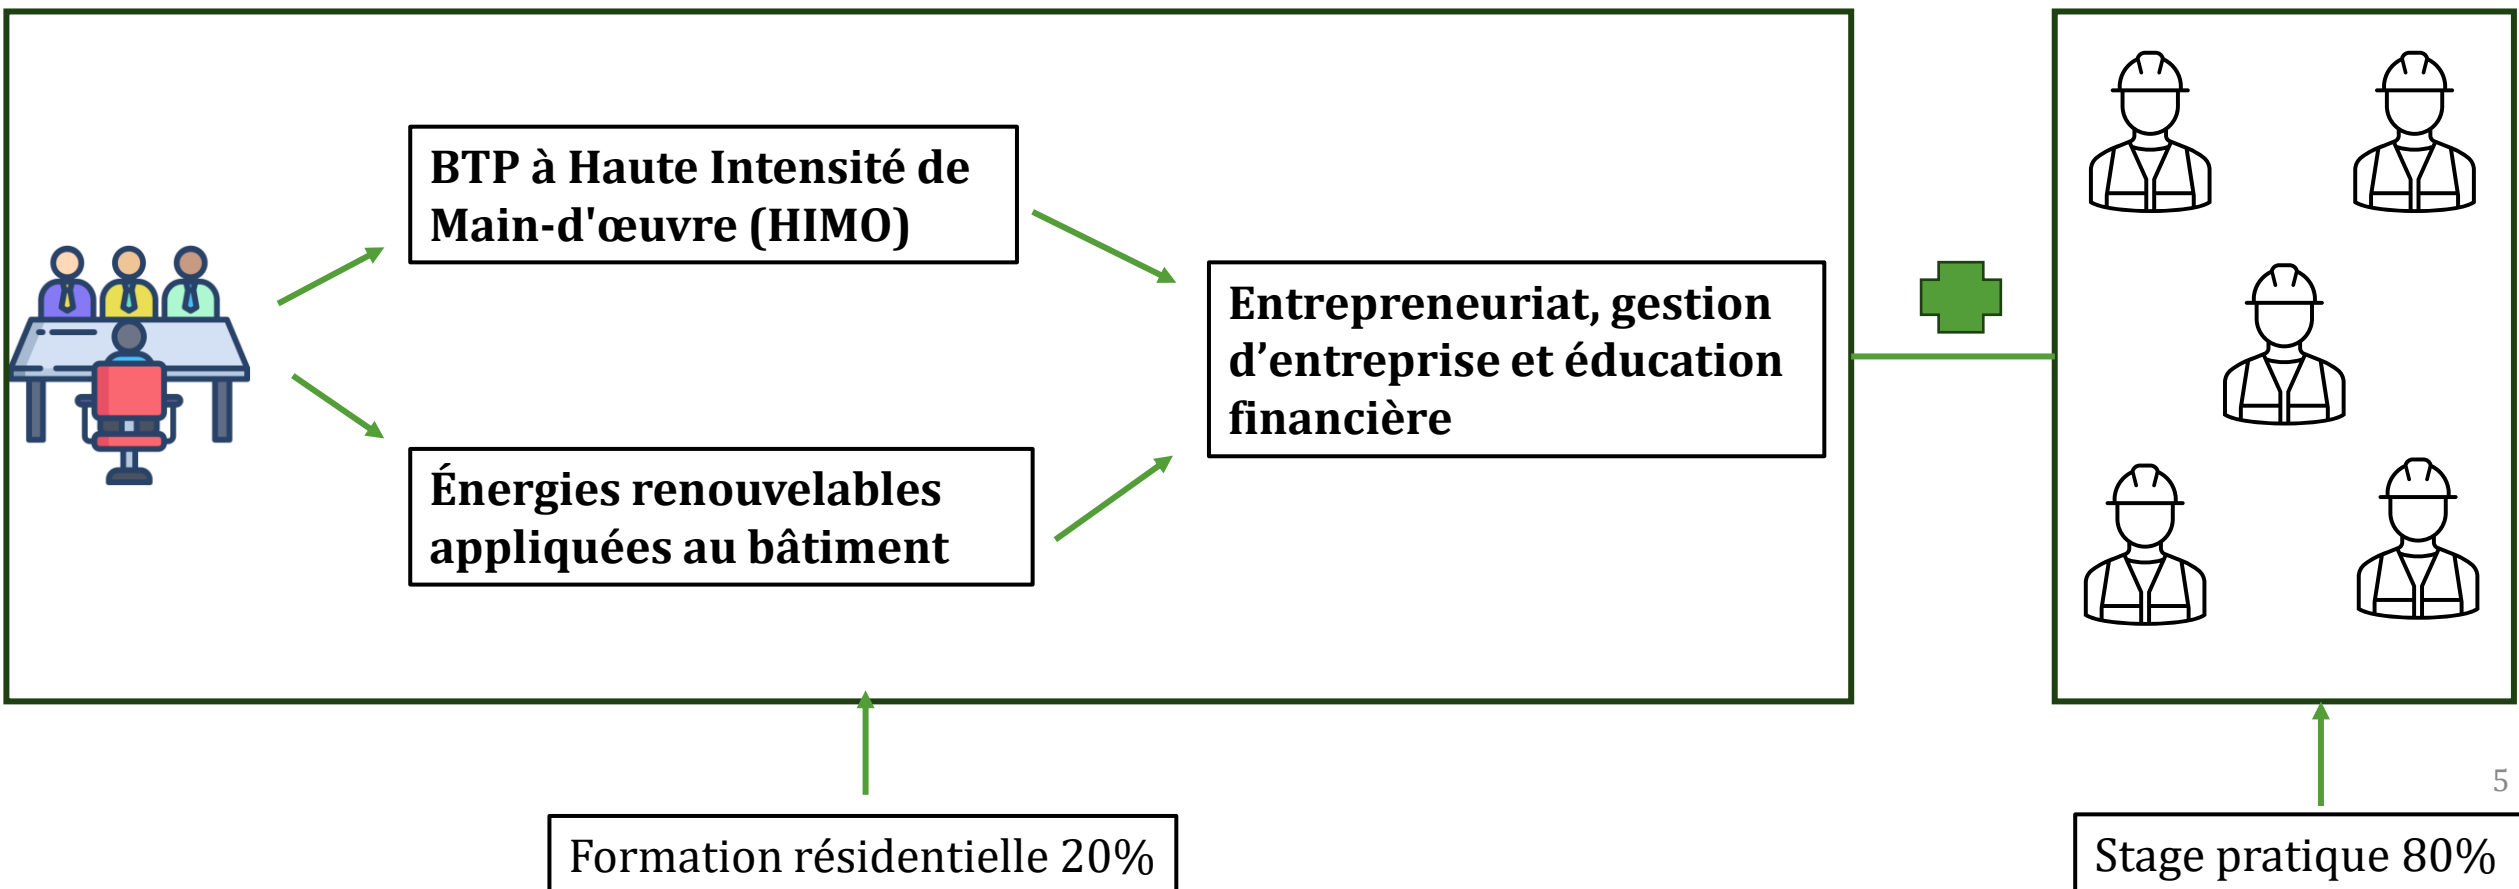 BTP à Haute Intensité de
Main-d'œuvre (HIMO)
Énergies renouvelables
appliquées au bâtiment
Entrepreneuriat, gestion
d’entreprise et éducation
financière
5
Formation résidentielle 20%
Stage pratique 80%